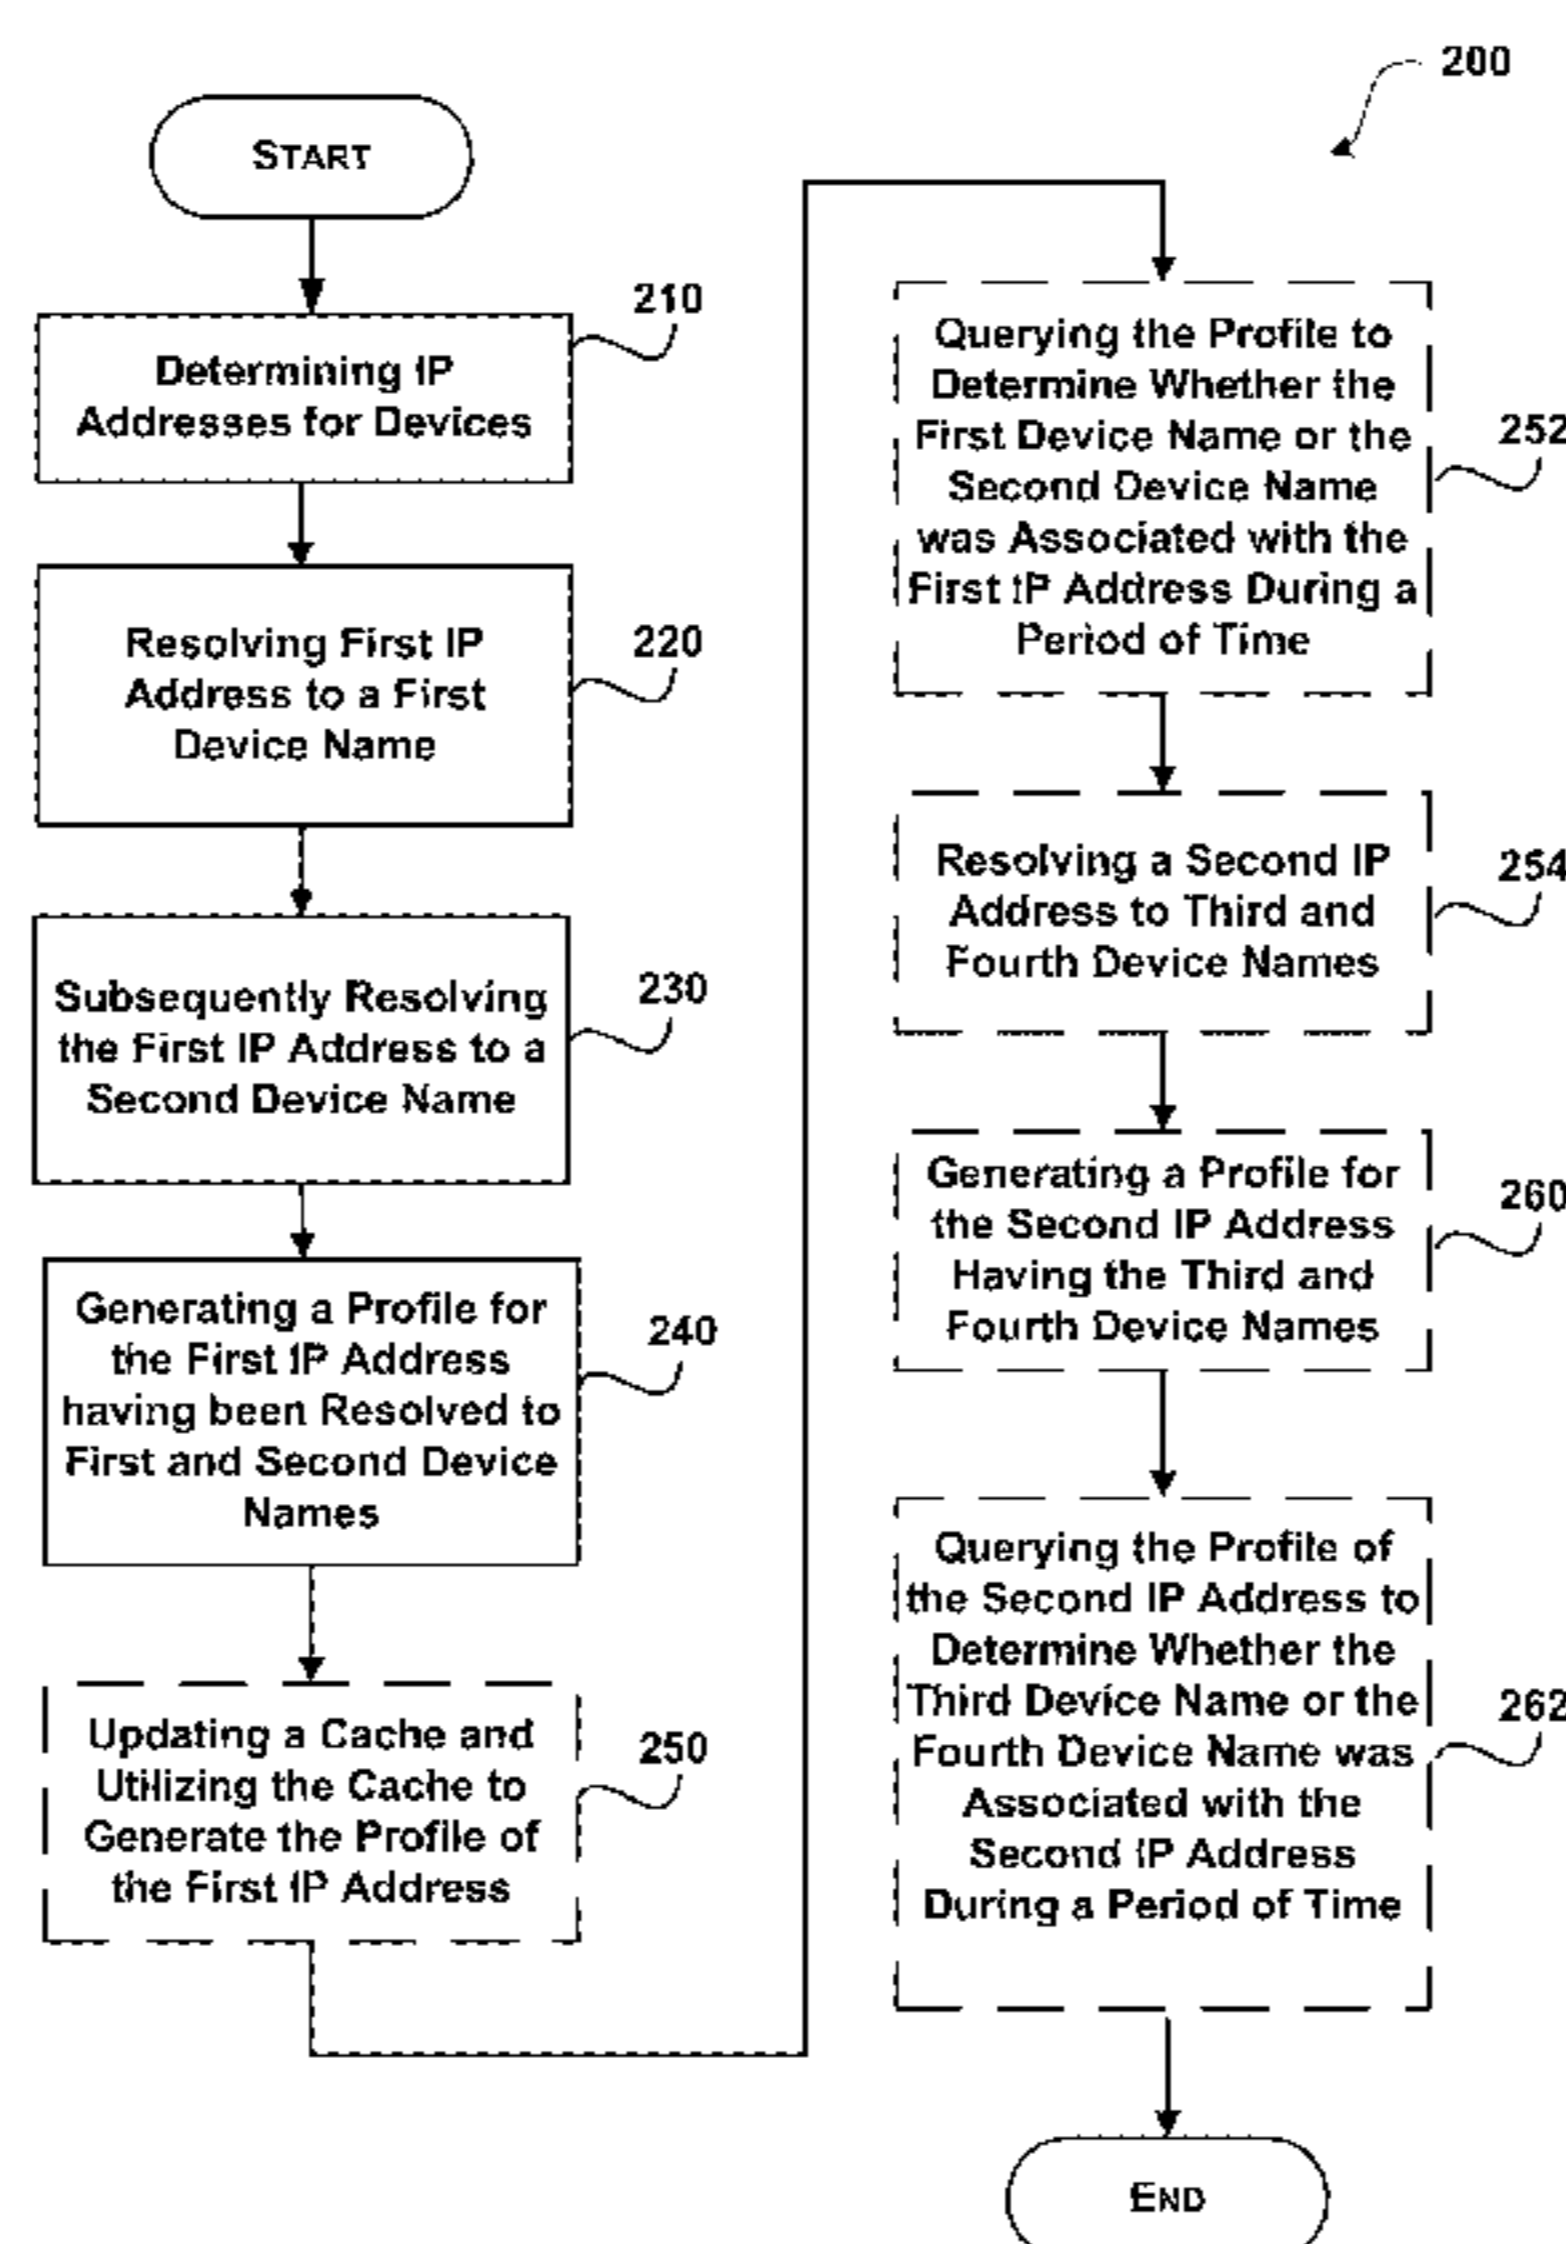 200
START
210
Determining IP
Addresses for Devices
220
Resolving First IP
Address to a First
Device Name
230
Subsequently Resolving
the First IP Address to a
Second Device Name
240
Generating a Profile for
the First IP Address
having been Resolved to
First and Second Device
Names
250
Updating a Cache and
Utilizing the Cache to
Generate the Profile of
the First IP Address
252
Querying the Profile to
Determine Whether the
First Device Name or the
Second Device Name
was Associated with the
First IP Address During a
Period of Time
254
Resolving a Second IP
Address to Third and
Fourth Device Names
260
Generating a Profile for
the Second IP Address
Having the Third and
Fourth Device Names
262
Querying the Profile of
the Second IP Address to
Determine Whether the
Third Device Name or the
Fourth Device Name was
Associated with the
Second IP Address
During a Period of Time
END